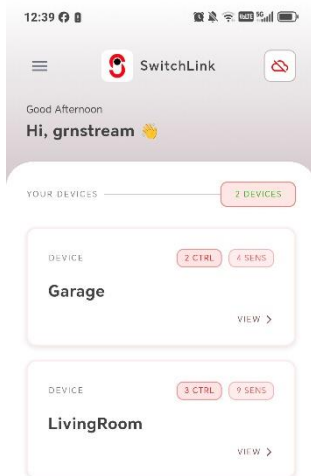 12:39
SwitchLink
Good Afternoon
Hi, grnstream 👋
YOUR DEVICES
2 DEVICES
DEVICE
2 CTRL
4 SENS
Garage
VIEW >
DEVICE
3 CTRL
9 SENS
LivingRoom
VIEW >